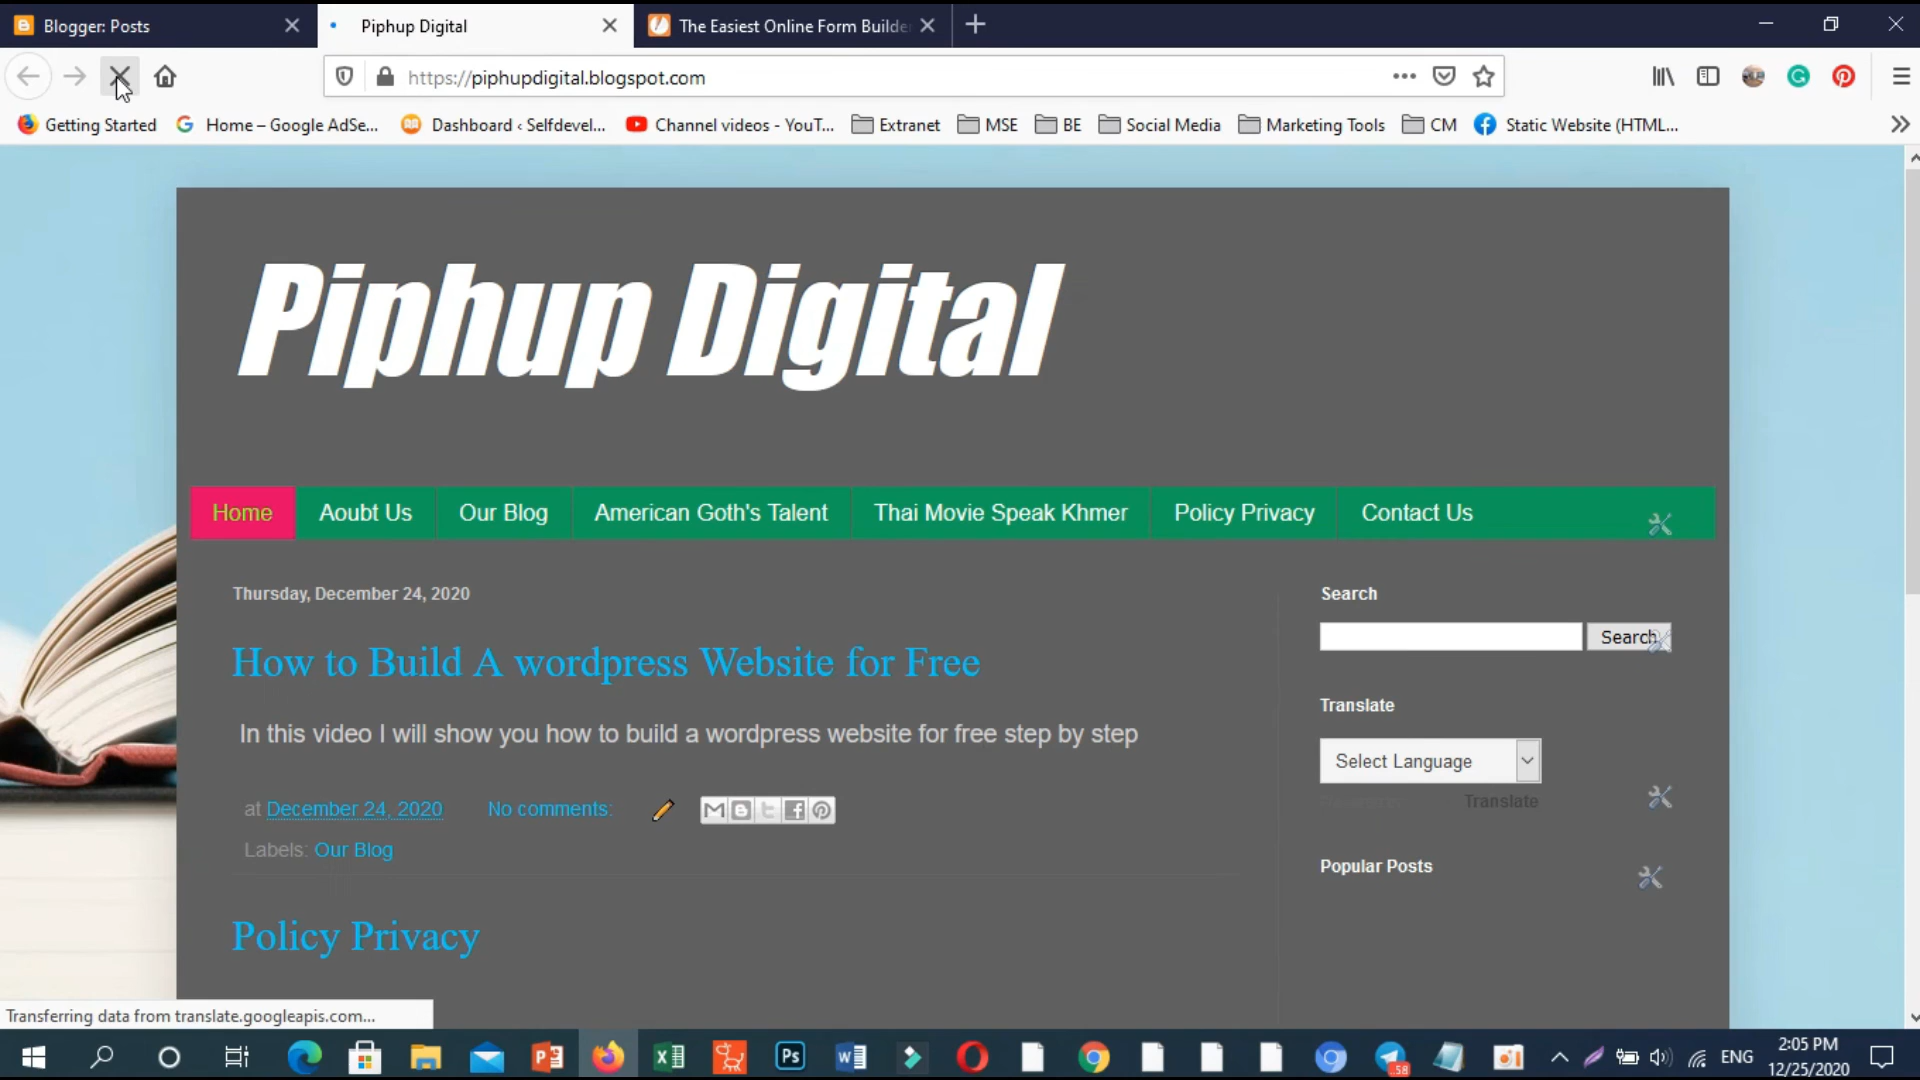 Blogger: Posts
Piphup Digital
The Easiest Online Form Builde
https://piphupdigital.blogspot.com
Getting Started
Home – Google AdSe...
Dashboard ‹ Selfdevel...
Channel videos - YouT...
Extranet
MSE
BE
Social Media
Marketing Tools
CM
Static Website (HTML...
Piphup Digital
Home
Aoubt Us
Our Blog
American Goth's Talent
Thai Movie Speak Khmer
Policy Privacy
Contact Us
Thursday, December 24, 2020
How to Build A wordpress Website for Free
In this video I will show you how to build a wordpress website for free step by step
at December 24, 2020 No comments:
Labels: Our Blog
Policy Privacy
Search
Search
Translate
Select Language
Translate
Popular Posts
Transferring data from translate.googleapis.com...
58
ENG
2:05 PM
12/25/2020